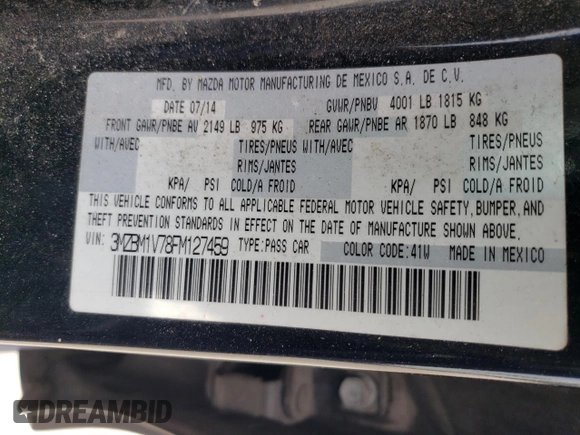 MFD. BY MAZDA MOTOR MANUFACTURING DE MEXICO S.A. DE C.V.
DATE 07/14 GVWR/PNBV 4001 LB 1815 KG
FRONT GAWR/PNBE AV 2149 LB 975 KG REAR GAWR/PNBE AR 1870 LB 848 KG
WITH/AVEC TIRES/PNEUS WITH/AVEC TIRES/PNEUS
RIMS/JANTES RIMS/JANTES
KPA/ PSI COLD/A FROID KPA/ PSI COLD/A FROID
THIS VEHICLE CONFORMS TO ALL APPLICABLE FEDERAL MOTOR VEHICLE SAFETY, BUMPER, AND
THEFT PREVENTION STANDARDS IN EFFECT ON THE DATE OF MANUFACTURE SHOWN ABOVE.
VIN: 3MZBM1V78FM127459 TYPE: PASS CAR COLOR CODE: 41W MADE IN MEXICO
DREAMBID